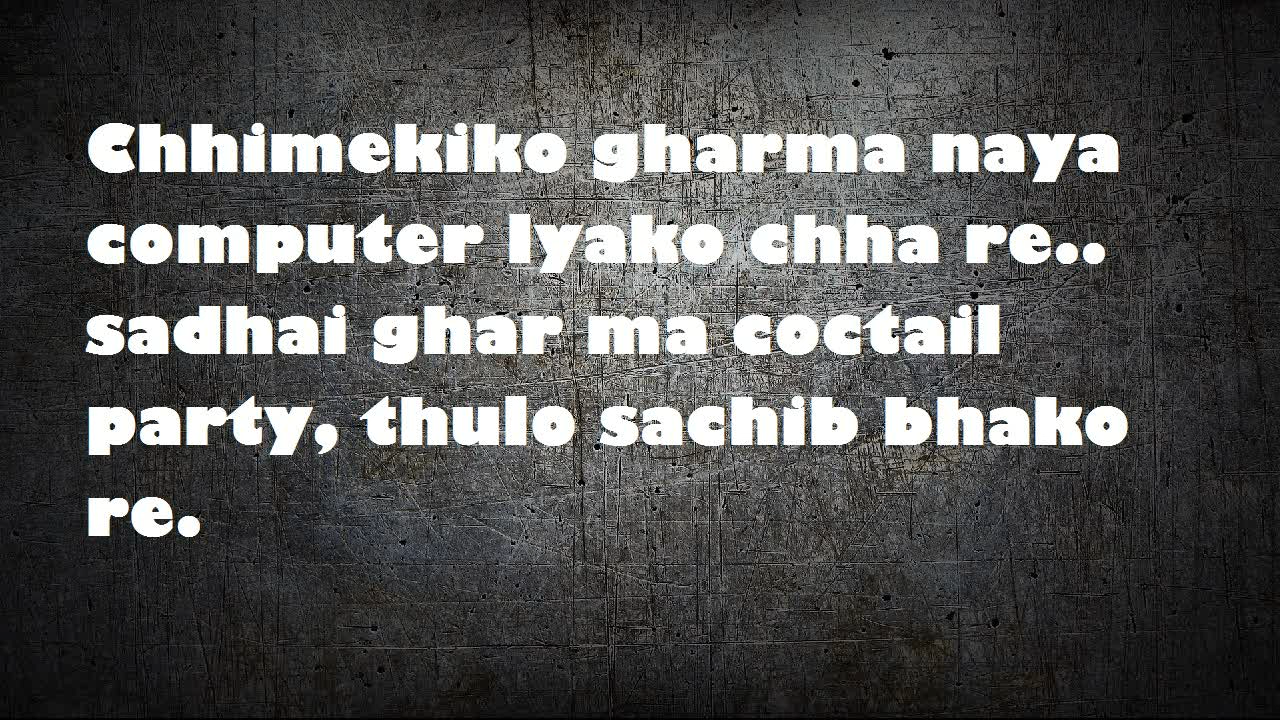 Chhimekiko gharma naya
computer lyako chha re..
sadhai ghar ma coctail
party, thulo sachib bhako
re.